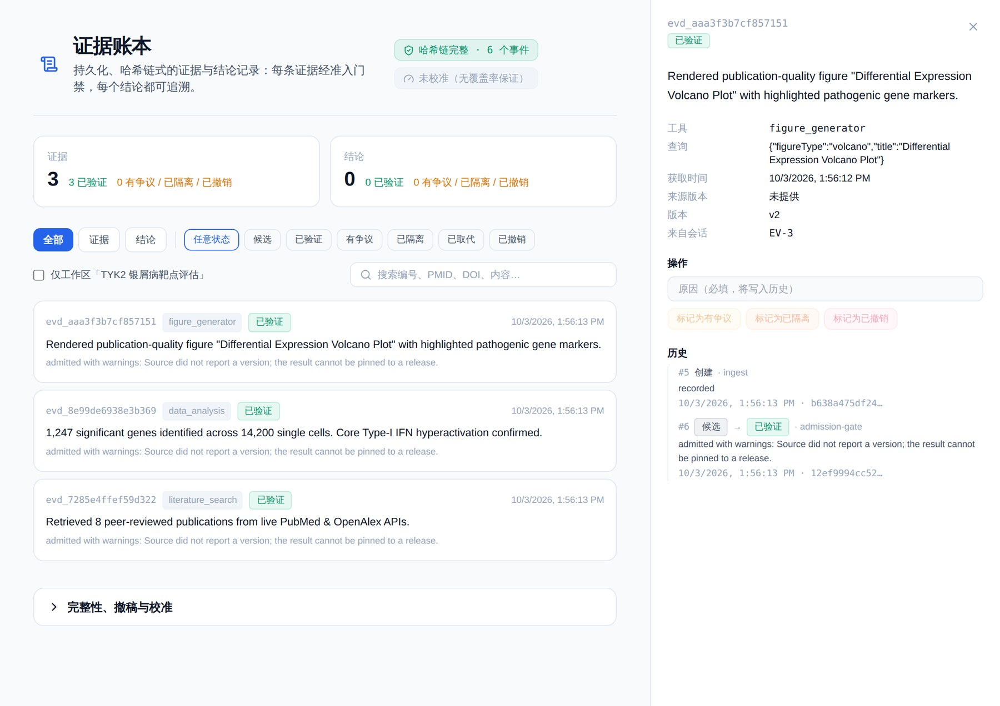 证据账本
持久化、哈希链式的证据与结论记录：每条证据经准入门
禁，每个结论都可追溯。
哈希链完整 · 6 个事件
未校准（无覆盖率保证）
证据
3 3 已验证 0 有争议 / 已隔离 / 已撤销
结论
0 0 已验证 0 有争议 / 已隔离 / 已撤销
全部 证据 结论 任意状态 候选 已验证 有争议 已隔离 已取代 已撤销
仅工作区「TYK2 银屑病靶点评估」
搜索编号、PMID、DOI、内容…
evd_aaa3f3b7cf857151 figure_generator 已验证 10/3/2026, 1:56:13 PM
Rendered publication-quality figure "Differential Expression Volcano Plot" with highlighted pathogenic gene markers.
admitted with warnings: Source did not report a version; the result cannot be pinned to a release.
evd_8e99de6938e3b369 data_analysis 已验证 10/3/2026, 1:56:13 PM
1,247 significant genes identified across 14,200 single cells. Core Type-I IFN hyperactivation confirmed.
admitted with warnings: Source did not report a version; the result cannot be pinned to a release.
evd_7285e4ffef59d322 literature_search 已验证 10/3/2026, 1:56:13 PM
Retrieved 8 peer-reviewed publications from live PubMed & OpenAlex APIs.
admitted with warnings: Source did not report a version; the result cannot be pinned to a release.
完整性、撤稿与校准
evd_aaa3f3b7cf857151
已验证
Rendered publication-quality figure "Differential Expression
Volcano Plot" with highlighted pathogenic gene markers.
工具 figure_generator
查询 {"figureType":"volcano","title":"Differential
Expression Volcano Plot"}
获取时间 10/3/2026, 1:56:12 PM
来源版本 未提供
版本 v2
来自会话 EV-3
操作
原因（必填，将写入历史）
标记为有争议 标记为已隔离 标记为已撤销
历史
#5 创建 · ingest
recorded
10/3/2026, 1:56:13 PM · b638a475df24…
#6 候选 → 已验证 · admission-gate
admitted with warnings: Source did not report a version; the result cannot
be pinned to a release.
10/3/2026, 1:56:13 PM · 12ef9994cc52…